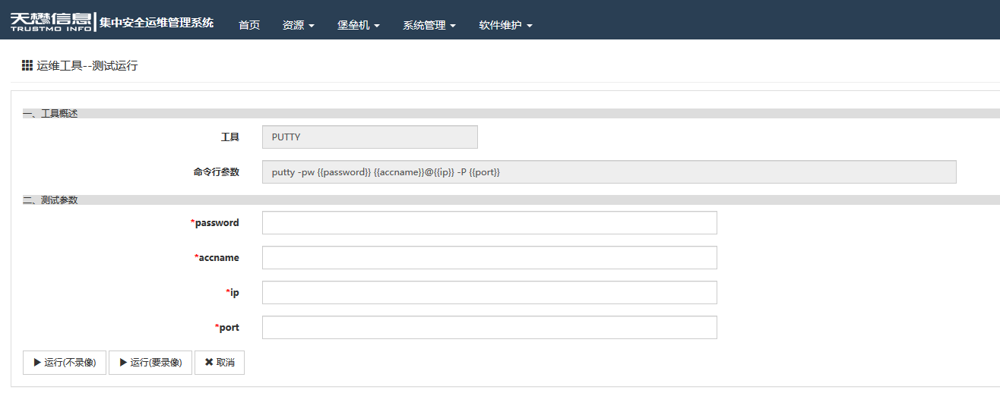 天懋信息 TRUSTMO INFO 集中安全运维管理系统 首页 资源 堡垒机 系统管理 软件维护
运维工具--测试运行
一、工具概述
工具 PUTTY
命令行参数 putty -pw {{password}} {{accname}}@{{ip}} -P {{port}}
二、测试参数
*password
*accname
*ip
*port
运行(不录像) 运行(要录像) 取消